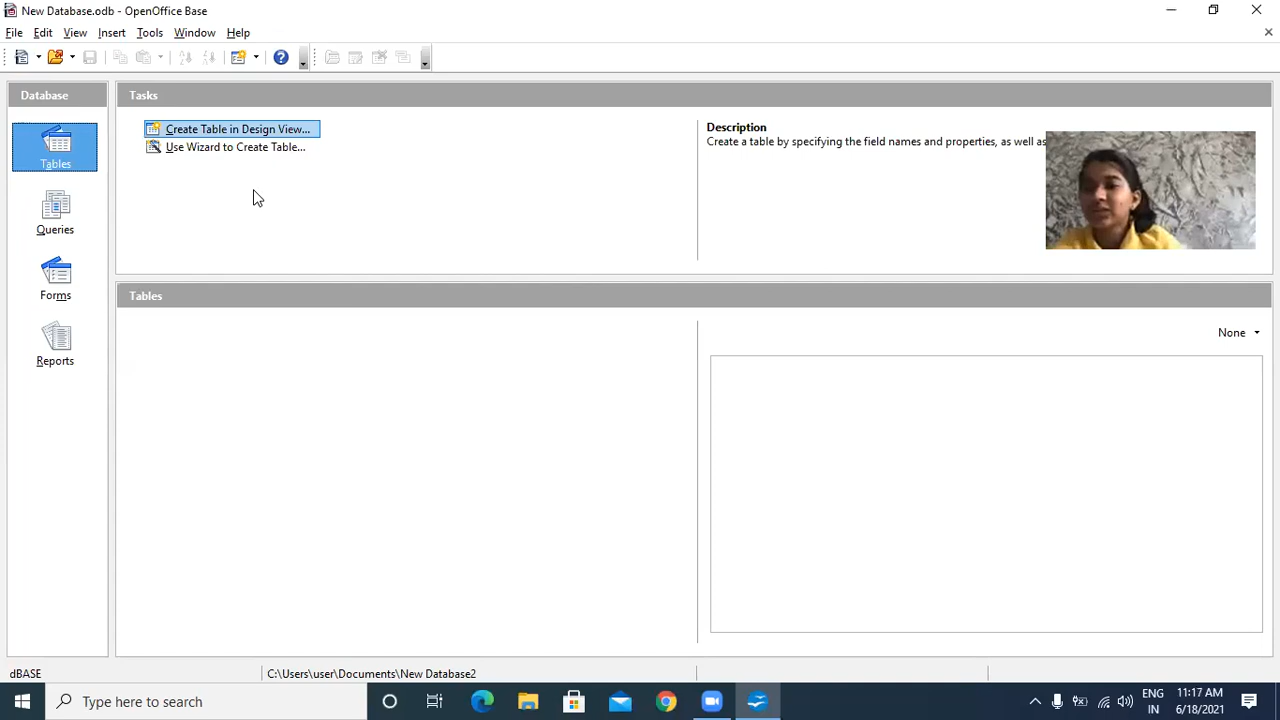 New Database.odb - OpenOffice Base
File Edit View Insert Tools Window Help
Database
Tables
Queries
Forms
Reports
Tasks
Create Table in Design View...
Use Wizard to Create Table...
Description
Create a table by specifying the field names and properties, as well as
Tables
None
dBASE
C:\Users\user\Documents\New Database2
Type here to search
ENG
IN
11:17 AM
6/18/2021